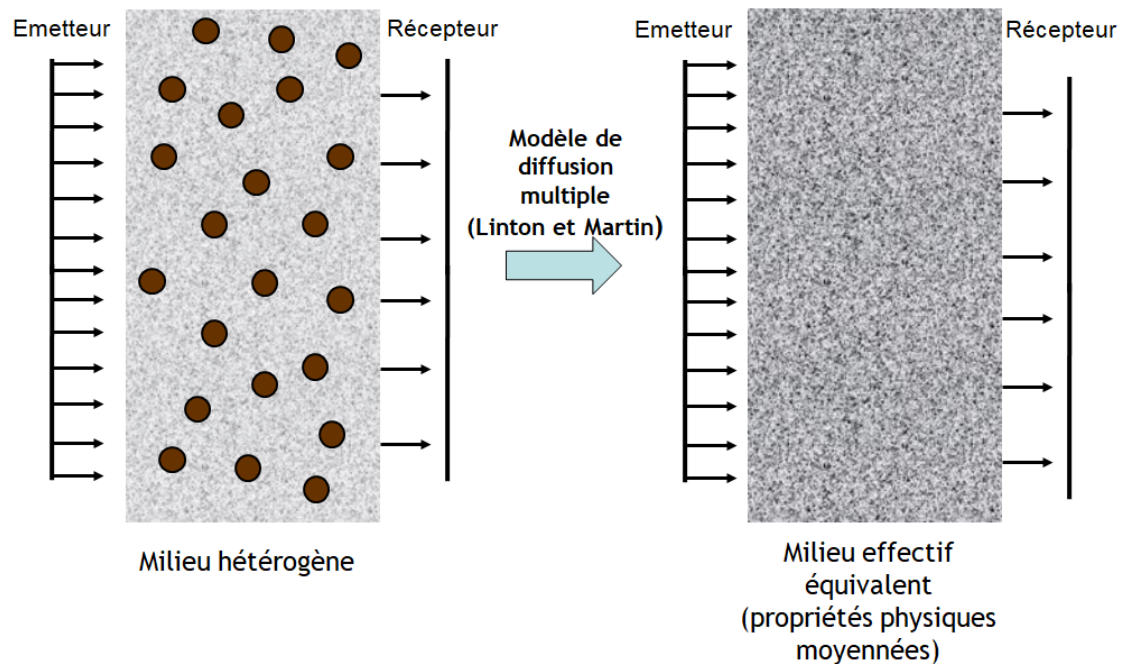 Emetteur
Récepteur
Modèle de
diffusion
multiple
(Linton et Martin)
Emetteur
Récepteur
Milieu hétérogène
Milieu effectif
équivalent
(propriétés physiques
moyennées)